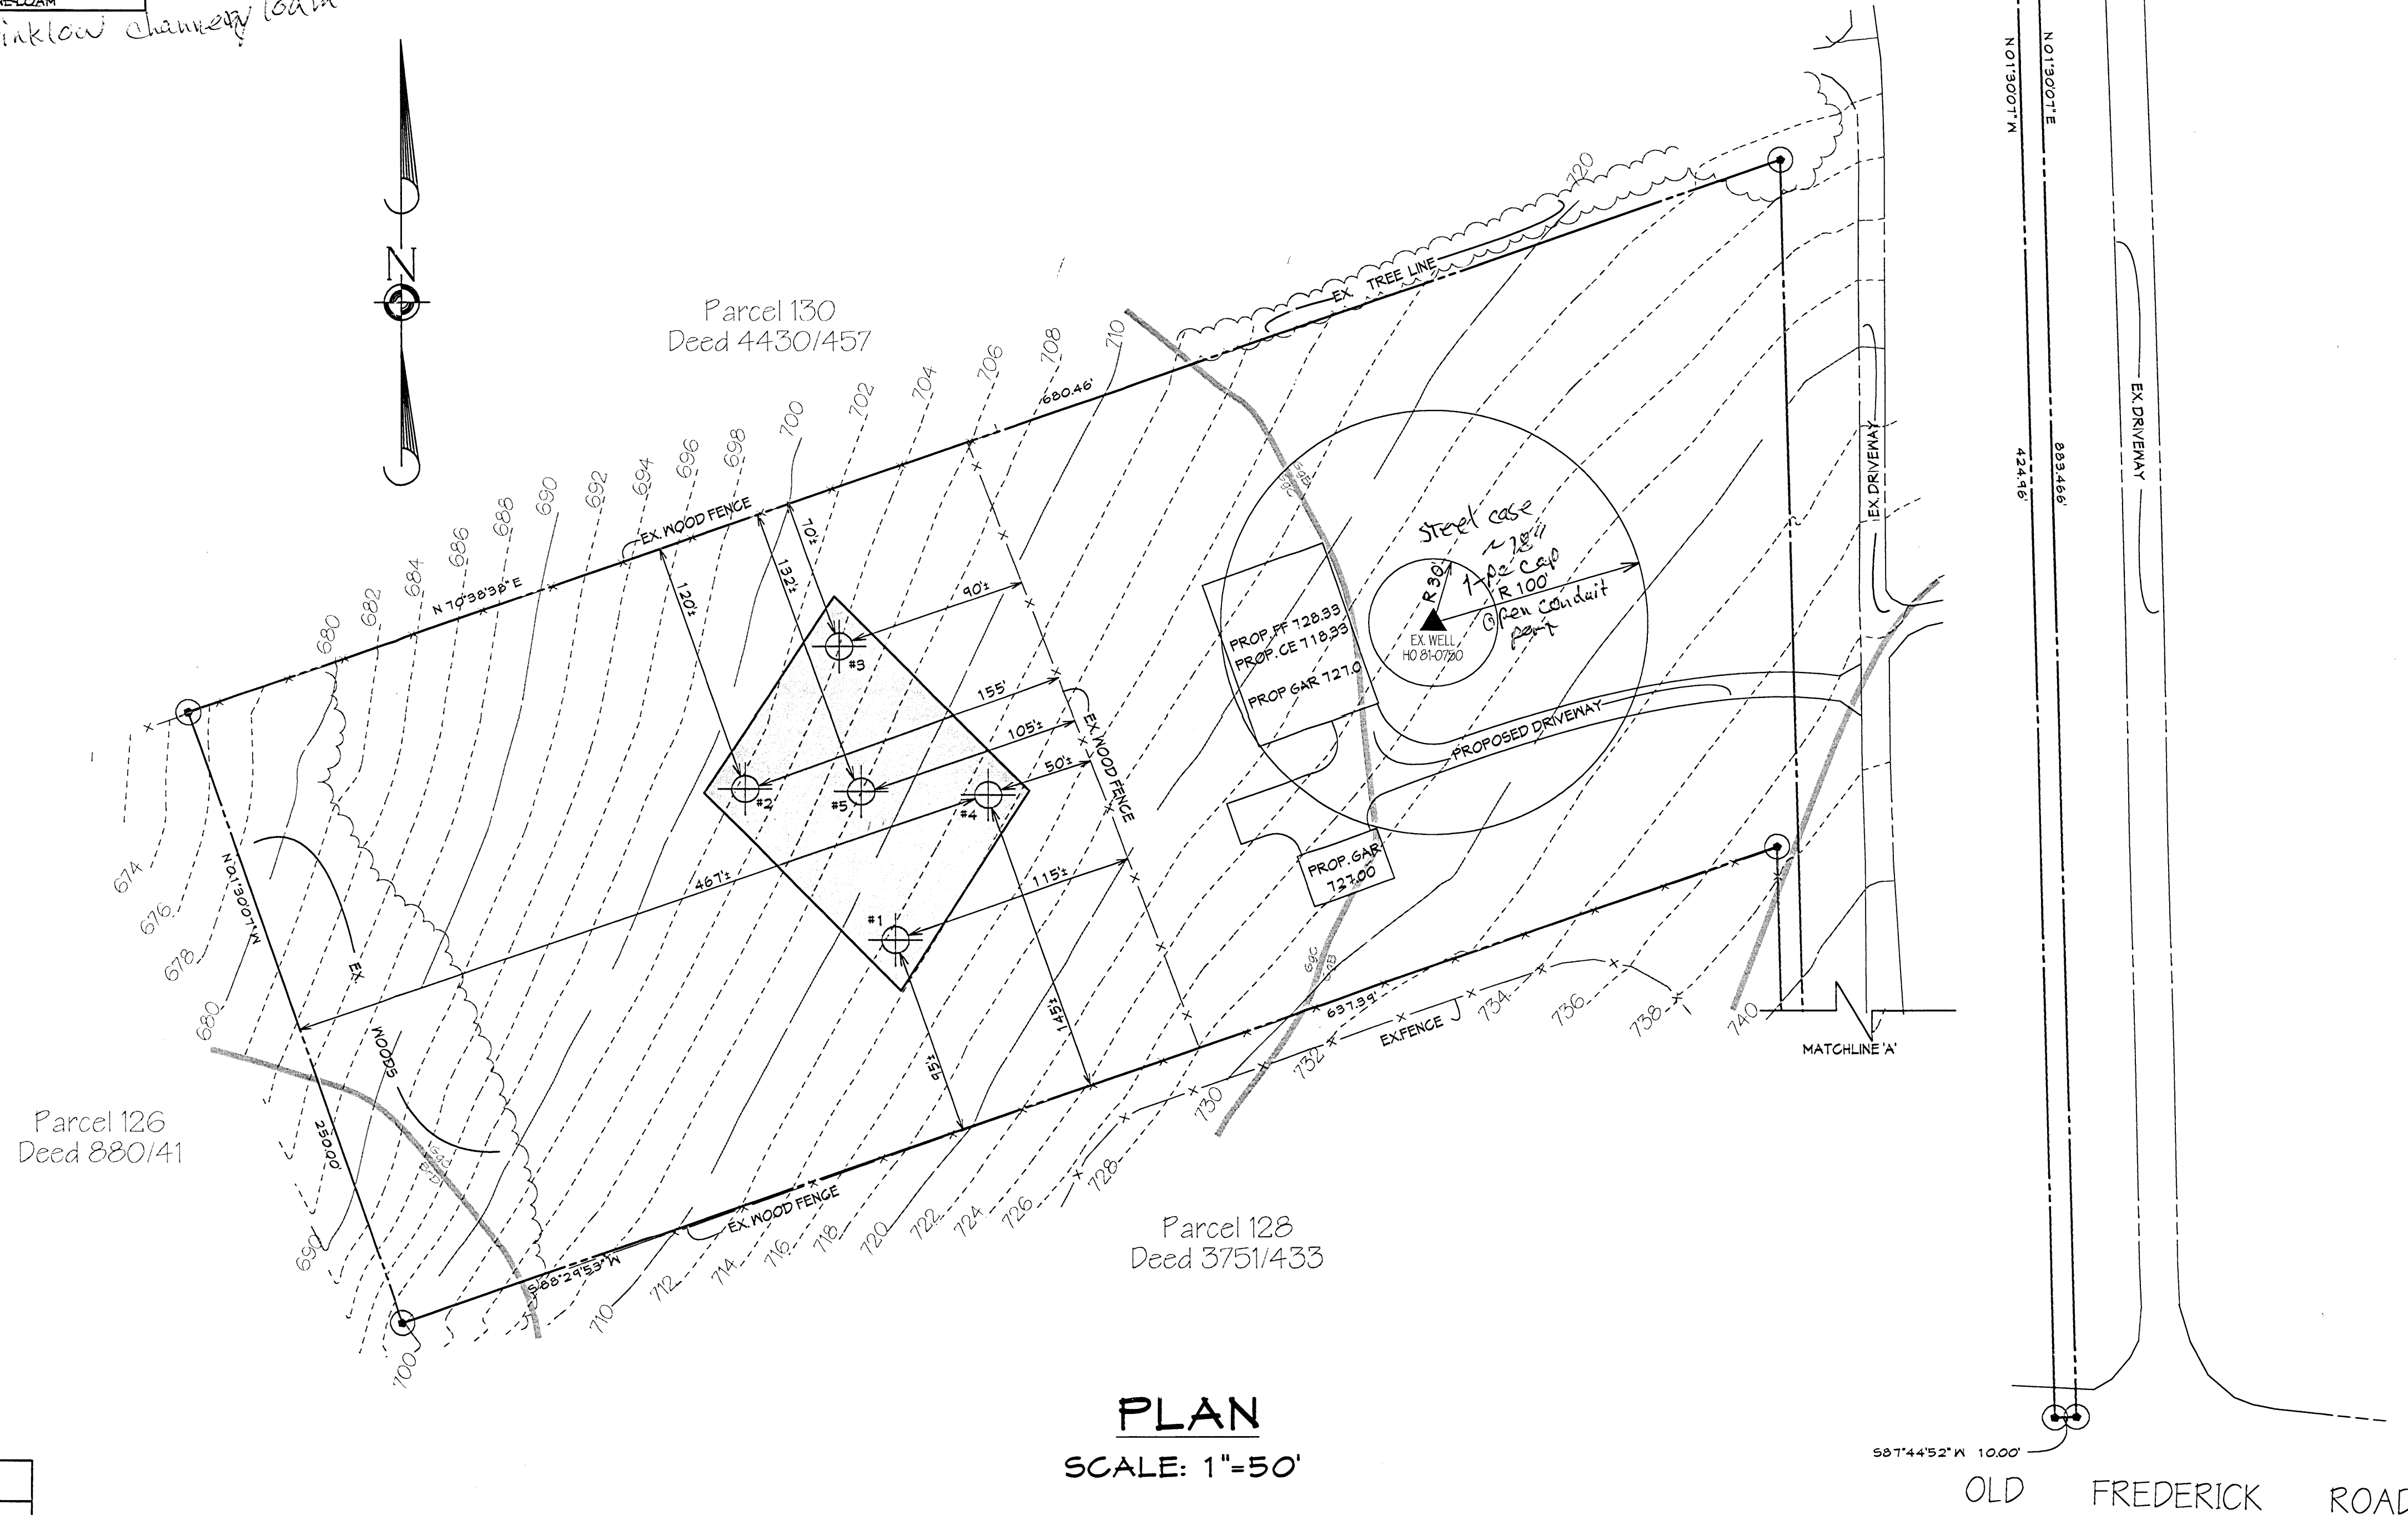 channery loam
N
N 01°30'07" W
N 01°30'07" E
720
EX. TREE LINE
Parcel 130
Deed 4430/457
710
708
706
704
702
700
698
696
694
692
690
688
686
684
682
680
680.46'
EX. WOOD FENCE
N 70°38'38" E
EX. DRIVEWAY
EX. DRIVEWAY
424.96'
883.466'
70'±
132'±
120'±
90'±
155'
105'±
50'±
467'±
115'±
145'±
95'±
#3
#2
#5
#4
#1
EX. WOOD FENCE
Steel case
1-pc cap
R 30'
R 100'
Open conduit
EX. WELL
HO 81-0750
PROP. FF 728.33
PROP. CE 718.33
PROP GAR 727.0
PROPOSED DRIVEWAY
PROP. GAR
727.00
674
676
678
680
690
700
N 01°30'07" W
250.00'
EX.
WOODS
Parcel 126
Deed 880/41
S 88°29'53" W
EX. WOOD FENCE
637.39'
EX.FENCE
710
712
714
716
718
720
722
724
726
728
730
732
734
736
738
740
MATCHLINE 'A'
Parcel 128
Deed 3751/433
PLAN
SCALE: 1"=50'
S87°44'52" W 10.00'
OLD FREDERICK ROAD